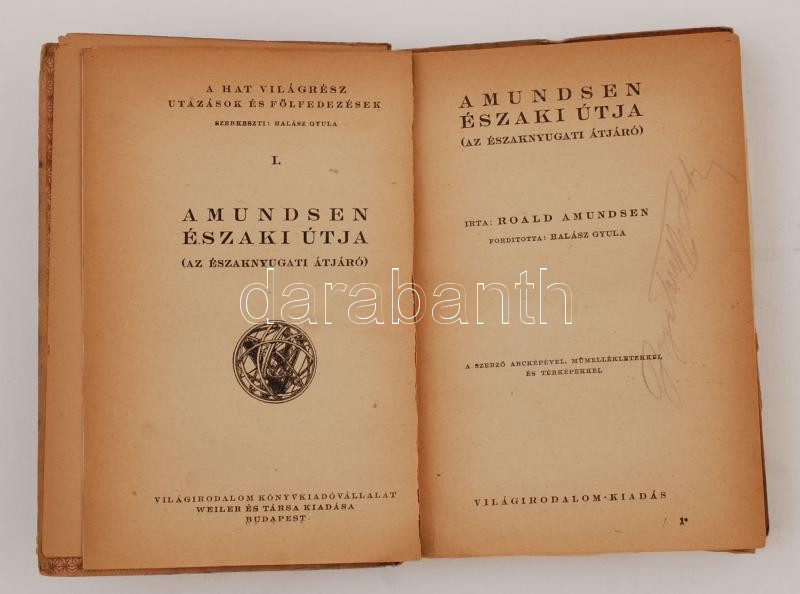 A HAT VILÁGRÉSZ
UTAZÁSOK ÉS FÖLFEDEZÉSEK
SZERKESZTI: HALÁSZ GYULA
I.
AMUNDSEN
ÉSZAKI ÚTJA
(AZ ÉSZAKNYUGATI ÁTJÁRÓ)
VILÁGIRODALOM KÖNYVKIADÓVÁLLALAT
WEILER ÉS TÁRSA KIADÁSA
BUDAPEST
AMUNDSEN
ÉSZAKI ÚTJA
(AZ ÉSZAKNYUGATI ÁTJÁRÓ)
IRTA: ROALD AMUNDSEN
FORDITOTTA: HALÁSZ GYULA
A SZERZŐ ARCKÉPÉVEL, MŰMELLÉKLETEKKEL
ÉS TÉRKÉPEKKEL
VILÁGIRODALOM-KIADÁS
1*
darabanth